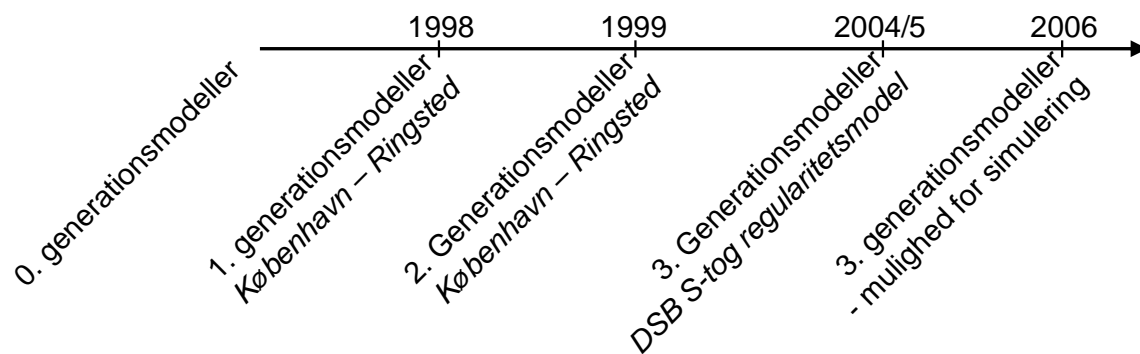 1998
1999
2004/5
2006
0. generationsmodeller
1. generationsmodeller
København – Ringsted
2. Generationsmodeller
København – Ringsted
3. Generationsmodeller
DSB S-tog regularitetsmodel
3. generationsmodeller
- mulighed for simulering